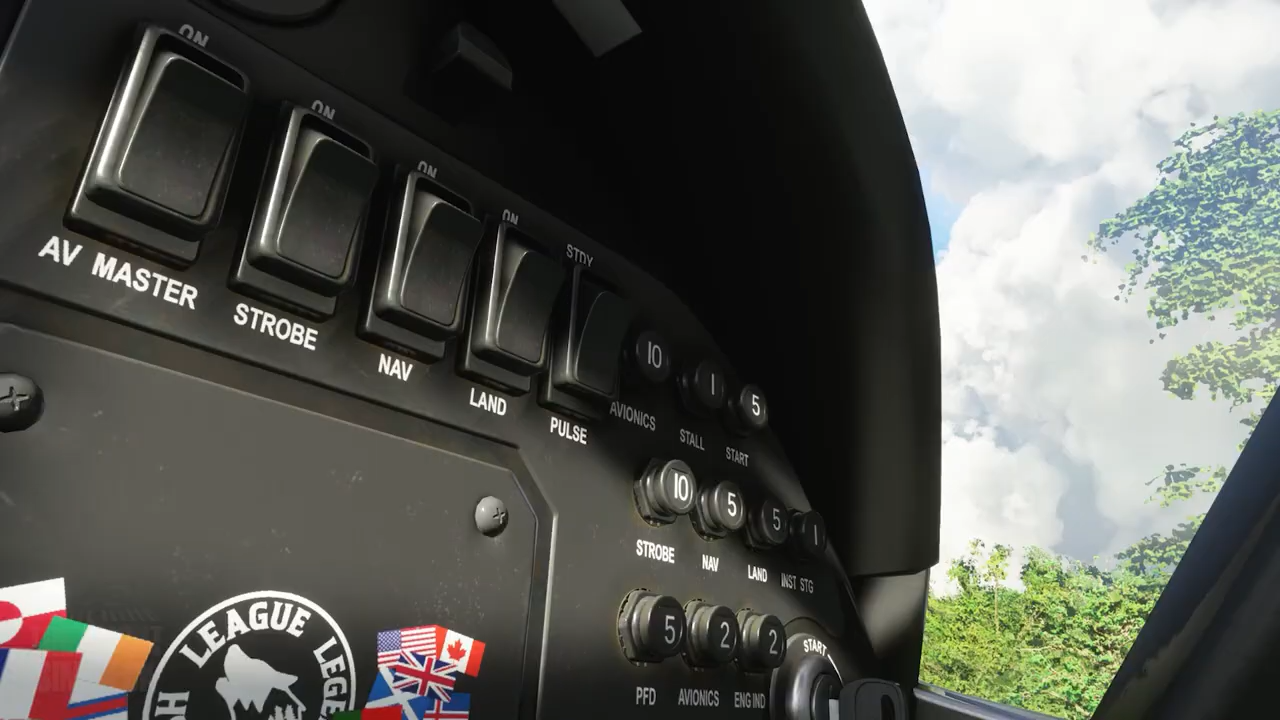 ON ON ON ON STDY
AV MASTER STROBE NAV LAND PULSE
10 1 5
AVIONICS STALL START
10 5 5 1
STROBE NAV LAND INST STG
5 2 2
PFD AVIONICS ENG IND
START
LEAGUE